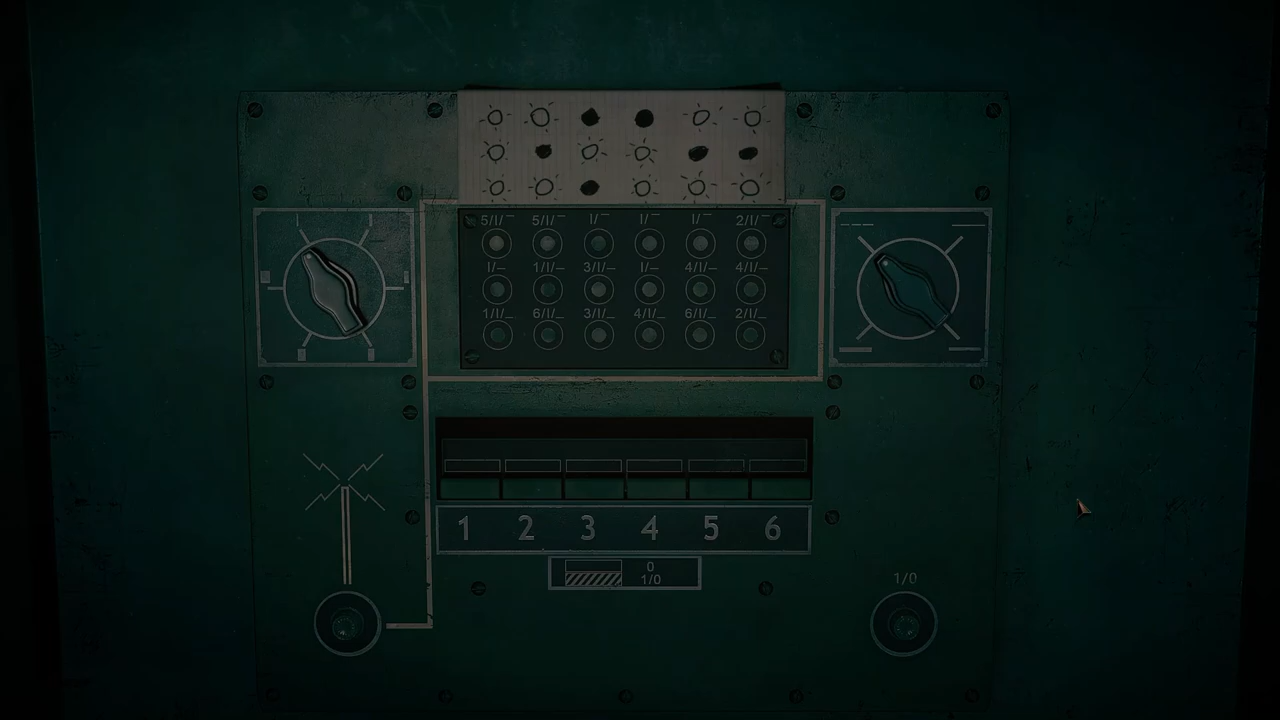 5/I/¯ 5/I/¯ I/¯ I/¯ I/¯ 2/I/¯
I/– 1/I/– 3/I/– I/– 4/I/– 4/I/–
1/I/_ 6/I/_ 3/I/_ 4/I/_ 6/I/_ 2/I/_
1 2 3 4 5 6
0
1/0
1/0